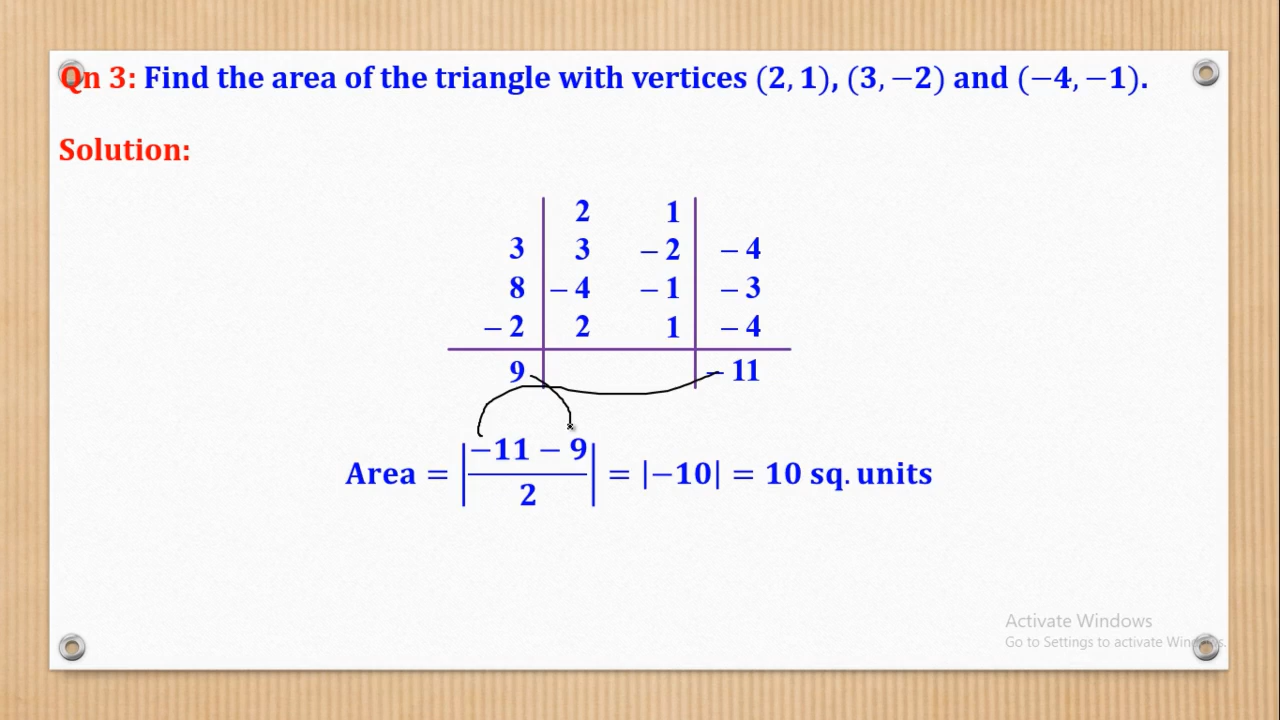 Qn 3: Find the area of the triangle with vertices (2, 1), (3, −2) and (−4, −1).
Solution:
2 1
3 3 − 2 − 4
8 − 4 − 1 − 3
− 2 2 1 − 4
9 − 11
Area = |−11 − 9 / 2| = |−10| = 10 sq. units
Activate Windows
Go to Settings to activate Windows.